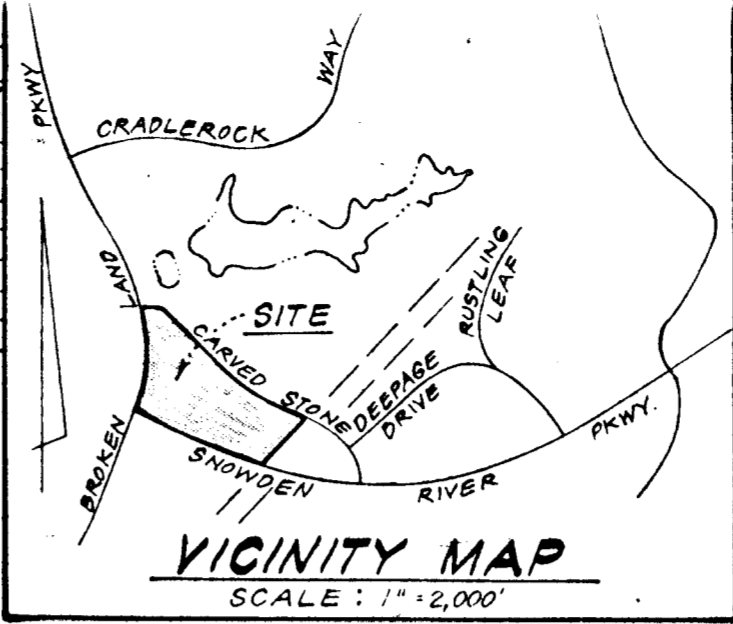 PKWY
WAY
CRADLEROCK
LAND
RUSTLING
LEAF
SITE
CARVED
STONE
DEEPAGE
DRIVE
BROKEN
SNOWDEN
RIVER
PKWY.
VICINITY MAP
SCALE: 1" = 2,000'